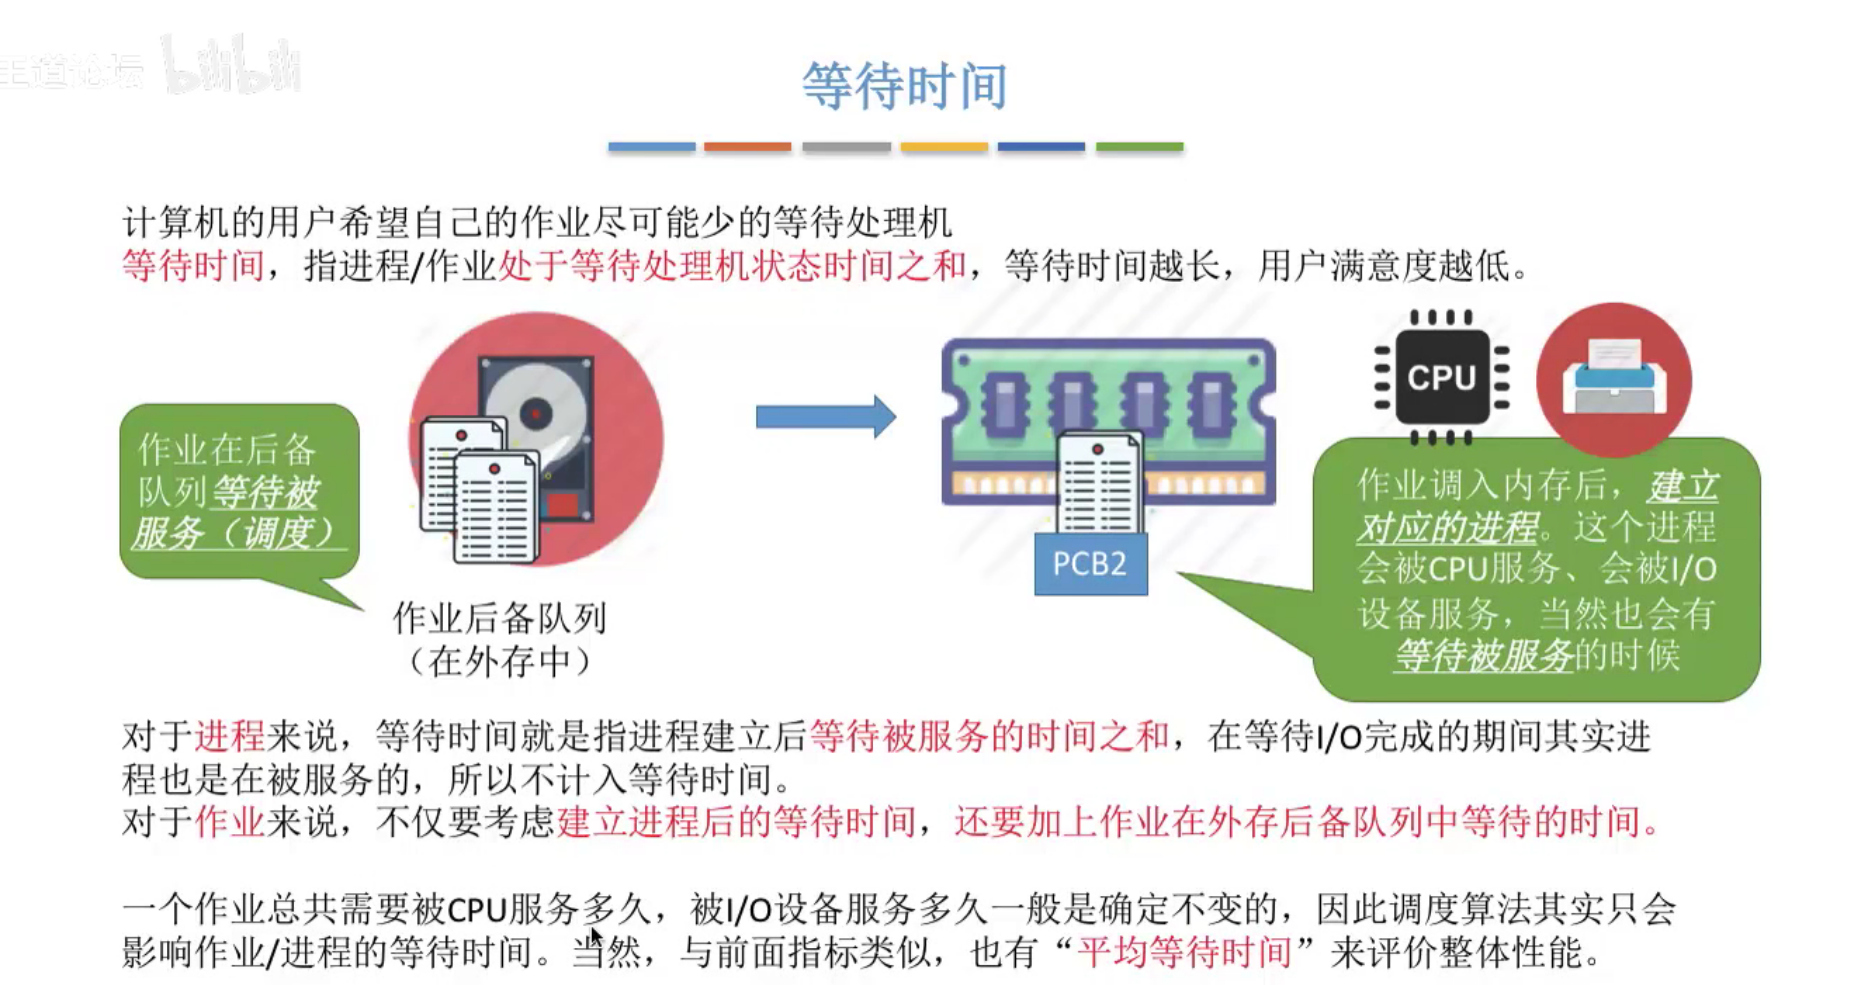 王道论坛 bilibili
等待时间
计算机的用户希望自己的作业尽可能少的等待处理机
等待时间，指进程/作业处于等待处理机状态时间之和，等待时间越长，用户满意度越低。
作业在后备
队列等待被
服务（调度）
作业后备队列
（在外存中）
PCB2
CPU
作业调入内存后，建立
对应的进程。这个进程
会被CPU服务、会被I/O
设备服务，当然也会有
等待被服务的时候
对于进程来说，等待时间就是指进程建立后等待被服务的时间之和，在等待I/O完成的期间其实进
程也是在被服务的，所以不计入等待时间。
对于作业来说，不仅要考虑建立进程后的等待时间，还要加上作业在外存后备队列中等待的时间。
一个作业总共需要被CPU服务多久，被I/O设备服务多久一般是确定不变的，因此调度算法其实只会
影响作业/进程的等待时间。当然，与前面指标类似，也有“平均等待时间”来评价整体性能。